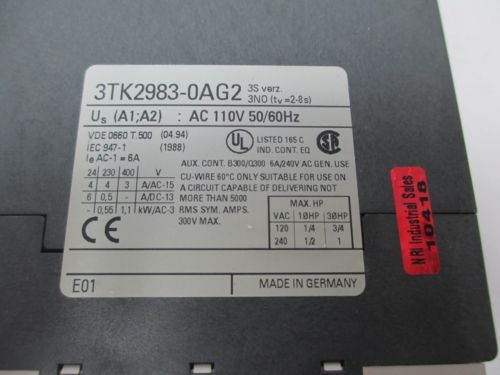 3TK2983-0AG2 3S verz.
3NO (tv=2-8s)
Us (A1;A2) : AC 110V 50/60Hz
VDE 0660 T.500 (04.94)
IEC 947-1 (1988)
Ie AC-1 = 6A
24 230 400 V
4 4 3 A/AC-15
6 0,5 - A/DC-13
- 0,55 1,1 kW/AC-3
CE
UL LISTED 165 C
IND. CONT. EQ
SA
AUX. CONT. B300/Q300 6A/240V AC GEN. USE
CU-WIRE 60°C ONLY SUITABLE FOR USE ON
A CIRCUIT CAPABLE OF DELIVERING NOT
MORE THAN 5000
RMS SYM. AMPS.
300V MAX.
MAX. HP
VAC 1ØHP 3ØHP
120 1/4 3/4
240 1/2 1
E01
MADE IN GERMANY
NRI Industrial Sales
10418